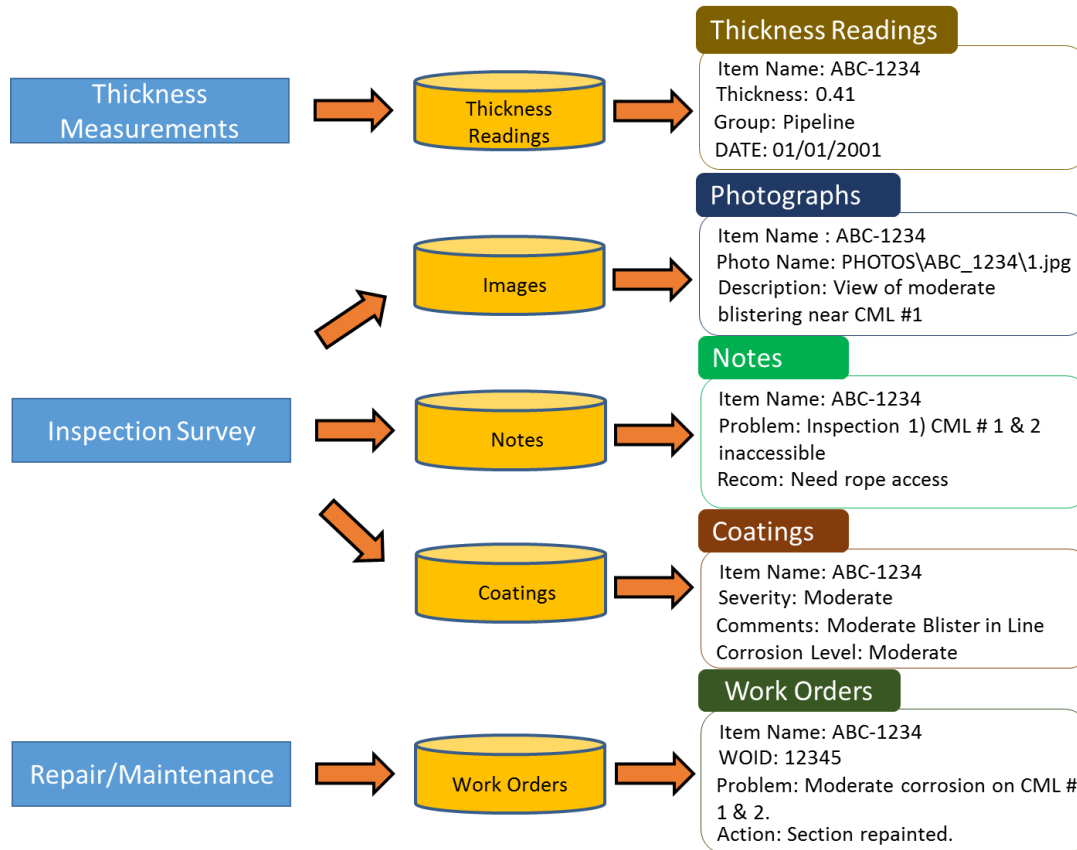 Thickness Readings
Thickness
Measurements
Thickness
Readings
Item Name: ABC-1234
Thickness: 0.41
Group: Pipeline
DATE: 01/01/2001
Photographs
Images
Item Name : ABC-1234
Photo Name: PHOTOS\ABC_1234\1.jpg
Description: View of moderate
blistering near CML #1
Notes
Inspection Survey
Notes
Item Name: ABC-1234
Problem: Inspection 1) CML # 1 & 2
inaccessible
Recom: Need rope access
Coatings
Coatings
Item Name: ABC-1234
Severity: Moderate
Comments: Moderate Blister in Line
Corrosion Level: Moderate
Work Orders
Repair/Maintenance
Work Orders
Item Name: ABC-1234
WOID: 12345
Problem: Moderate corrosion on CML #
1 & 2.
Action: Section repainted.